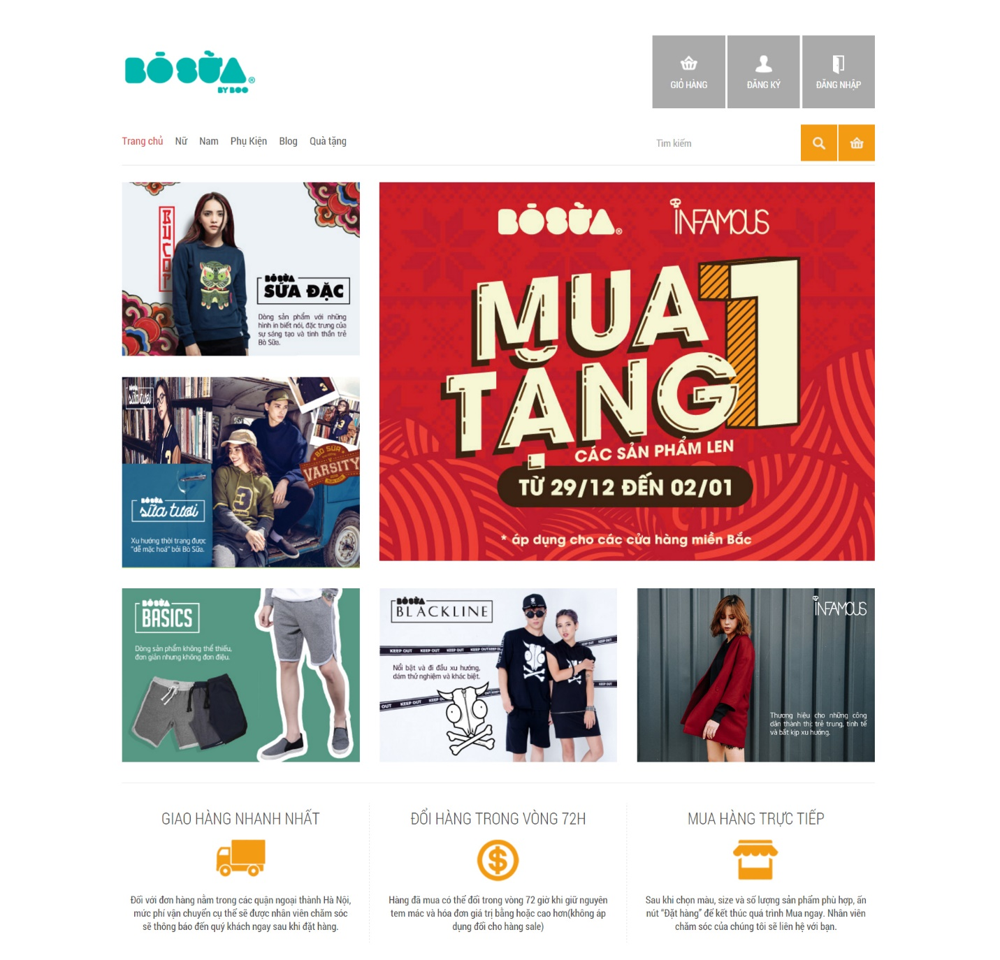 BÒ SỮA®
BY BOO
GIỎ HÀNG
ĐĂNG KÝ
ĐĂNG NHẬP
Trang chủ
Nữ
Nam
Phụ Kiện
Blog
Quà tặng
Tìm kiếm
BÒ SỮA
SỮA ĐẶC
Dòng sản phẩm với những
hình in biết nói, đặc trưng của
sự sáng tạo và tinh thần trẻ
Bò Sữa.
BÒ SỮA®
INFAMOUS
MUA 1
TẶNG 1
CÁC SẢN PHẨM LEN
TỪ 29/12 ĐẾN 02/01
* áp dụng cho các cửa hàng miền Bắc
sữa tươi
BÒ SỮA
VARSITY
BÒ SỮA
sữa tươi
Xu hướng thời trang được
"dễ mặc hoá" bởi Bò Sữa.
BÒ SỮA
BASICS
Dòng sản phẩm không thể thiếu,
đơn giản nhưng không đơn điệu.
BÒ SỮA
BLACKLINE
KEEP OUT KEEP OUT KEEP OUT KEEP OUT
Nổi bật và đi đầu xu hướng,
dám thử nghiệm và khác biệt.
OUT KEEP OUT
INFAMOUS
Thương hiệu cho những công
dân thành thị: trẻ trung, tinh tế
và bắt kịp xu hướng.
GIAO HÀNG NHANH NHẤT
Đối với đơn hàng nằm trong các quận ngoại thành Hà Nội,
mức phí vận chuyển cụ thể sẽ được nhân viên chăm sóc
sẽ thông báo đến quý khách ngay sau khi đặt hàng.
ĐỔI HÀNG TRONG VÒNG 72H
Hàng đã mua có thể đổi trong vòng 72 giờ khi giữ nguyên
tem mác và hóa đơn giá trị bằng hoặc cao hơn(không áp
dụng đổi cho hàng sale)
MUA HÀNG TRỰC TIẾP
Sau khi chọn màu, size và số lượng sản phẩm phù hợp, ấn
nút “Đặt hàng” để kết thúc quá trình Mua ngay. Nhân viên
chăm sóc của chúng tôi sẽ liên hệ với bạn.